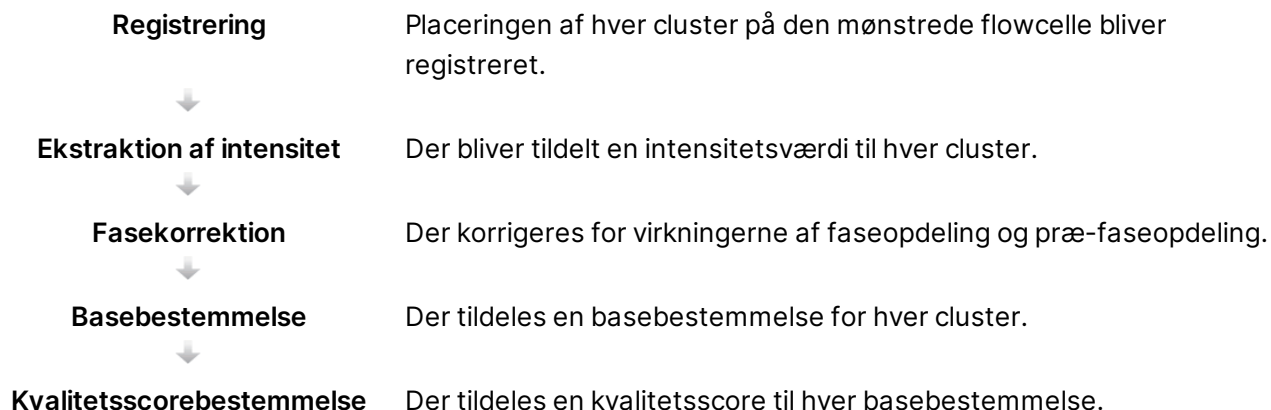 Registrering Placeringen af hver cluster på den mønstrede flowcelle bliver
registreret.
Ekstraktion af intensitet Der bliver tildelt en intensitetsværdi til hver cluster.
Fasekorrektion Der korrigeres for virkningerne af faseopdeling og præ-faseopdeling.
Basebestemmelse Der tildeles en basebestemmelse for hver cluster.
Kvalitetsscorebestemmelse Der tildeles en kvalitetsscore til hver basebestemmelse.